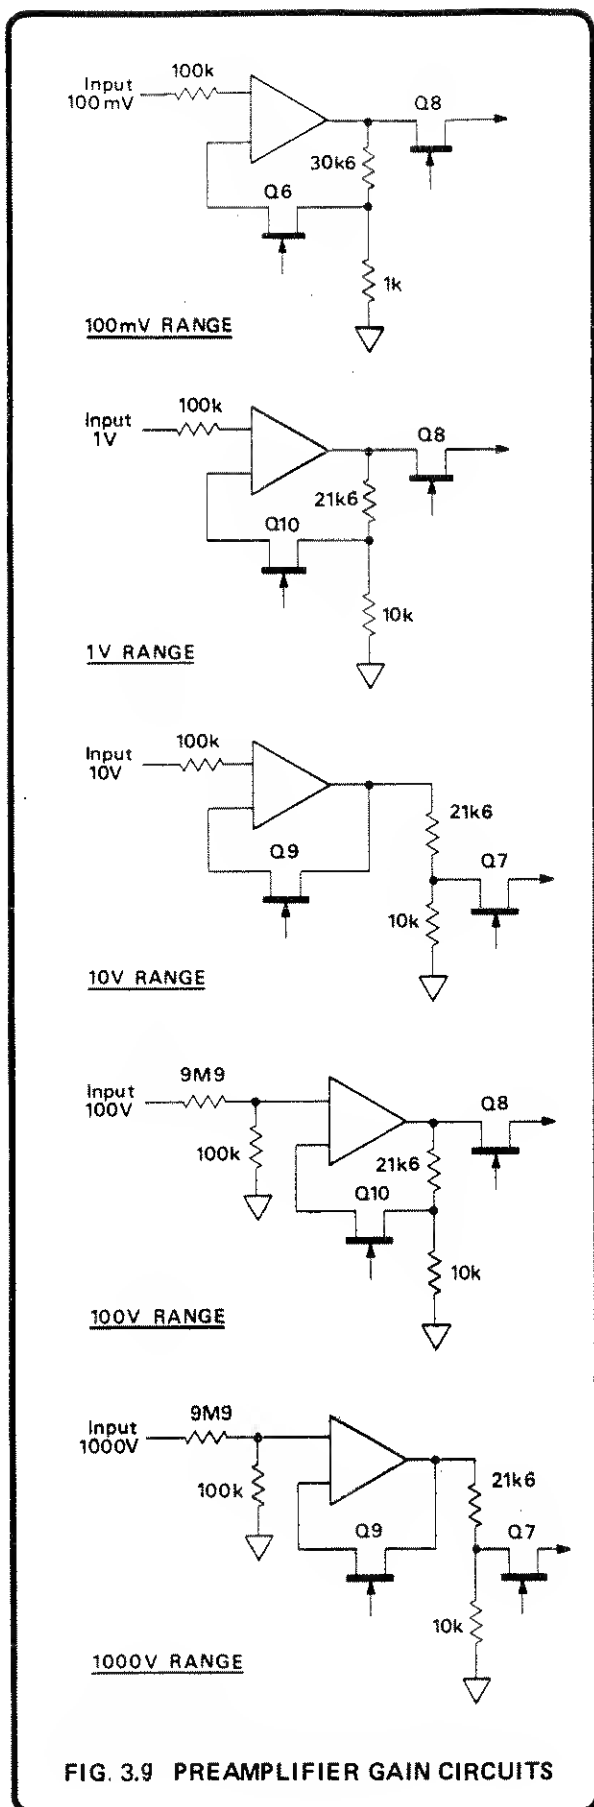 100k
Input
100mV
Q8
30k6
Q6
1k
100mV RANGE
100k
Input
1V
Q8
21k6
Q10
10k
1V RANGE
100k
Input
10V
21k6
Q9
Q7
10k
10V RANGE
9M9
Input
100V
Q8
100k
21k6
Q10
10k
100V RANGE
9M9
Input
1000V
21k6
100k
Q9
Q7
10k
1000V RANGE
FIG. 3.9 PREAMPLIFIER GAIN CIRCUITS